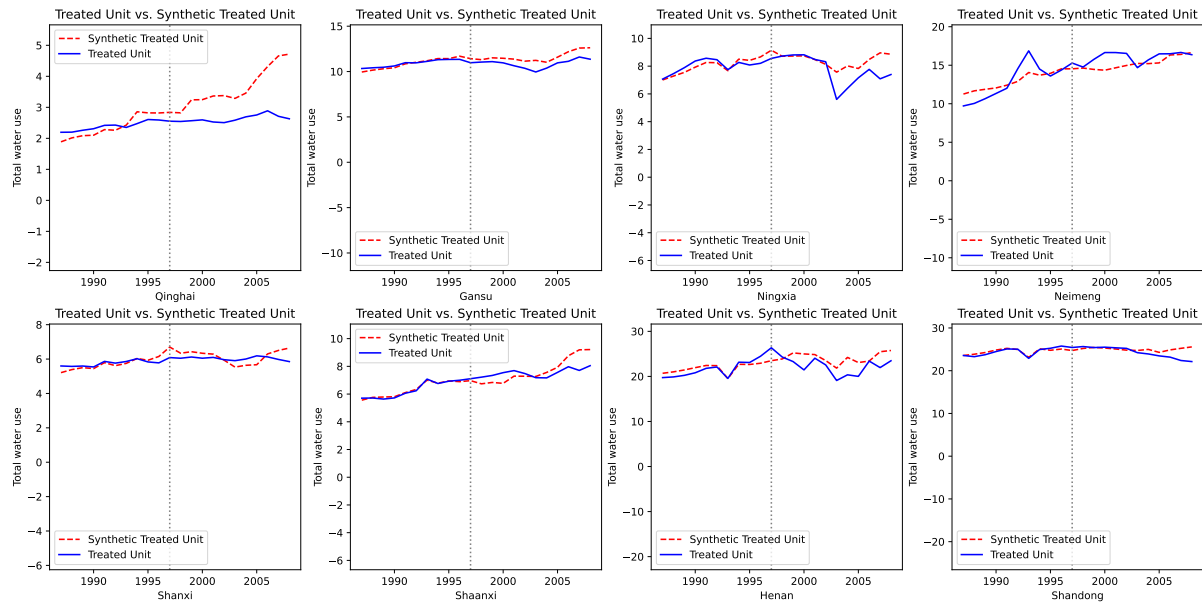 Treated Unit vs. Synthetic Treated Unit
Total water use
5
4
3
2
1
0
−1
−2
Synthetic Treated Unit
Treated Unit
1990
1995
2000
2005
Qinghai
Treated Unit vs. Synthetic Treated Unit
Total water use
15
10
5
0
−5
−10
Synthetic Treated Unit
Treated Unit
1990
1995
2000
2005
Gansu
Treated Unit vs. Synthetic Treated Unit
Total water use
10
8
6
4
2
0
−2
−4
−6
Synthetic Treated Unit
Treated Unit
1990
1995
2000
2005
Ningxia
Treated Unit vs. Synthetic Treated Unit
Total water use
20
15
10
5
0
−5
−10
Synthetic Treated Unit
Treated Unit
1990
1995
2000
2005
Neimeng
Treated Unit vs. Synthetic Treated Unit
Total water use
8
6
4
2
0
−2
−4
−6
Synthetic Treated Unit
Treated Unit
1990
1995
2000
2005
Shanxi
Treated Unit vs. Synthetic Treated Unit
Total water use
10
8
6
4
2
0
−2
−4
−6
Synthetic Treated Unit
Treated Unit
1990
1995
2000
2005
Shaanxi
Treated Unit vs. Synthetic Treated Unit
Total water use
30
20
10
0
−10
−20
Synthetic Treated Unit
Treated Unit
1990
1995
2000
2005
Henan
Treated Unit vs. Synthetic Treated Unit
Total water use
30
20
10
0
−10
−20
Synthetic Treated Unit
Treated Unit
1990
1995
2000
2005
Shandong